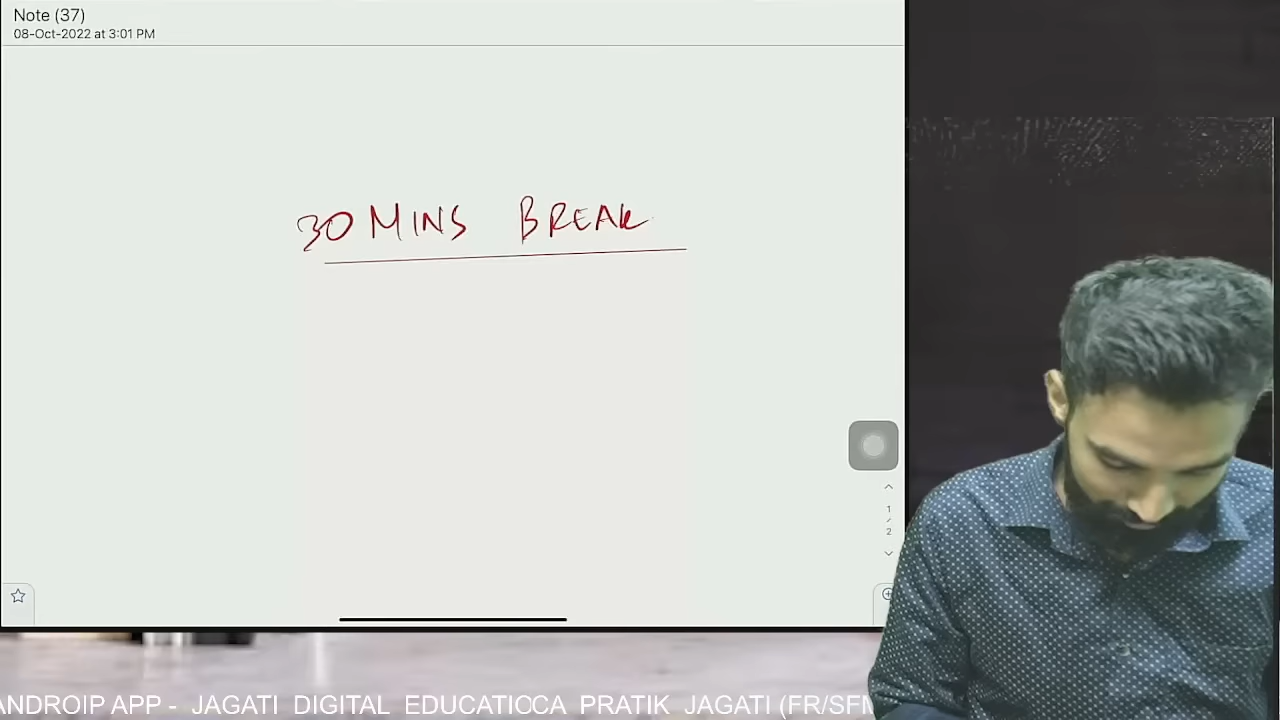 Note (37)
08-Oct-2022 at 3:01 PM
30 MINS BREAK
1
/
2
ANDROIP APP - JAGATI DIGITAL EDUCATIOCA PRATIK JAGATI (FR/SFM